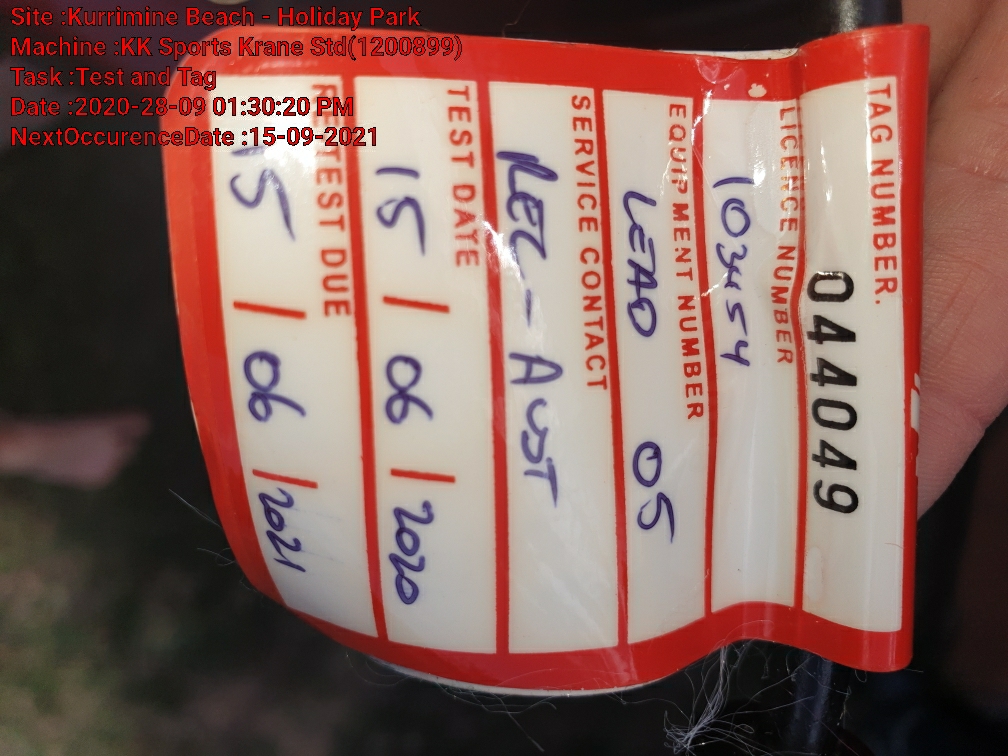 Site :Kurrimine Beach - Holiday Park
Machine :KK Sports Krane Std(1200899)
Task :Test and Tag
Date :2020-28-09 01:30:20 PM
NextOccurenceDate :15-09-2021
TAG NUMBER.
044049
LICENCE NUMBER
103454
EQUIPMENT NUMBER
LEAD 05
SERVICE CONTACT
REC - AUST
TEST DATE
15 / 06 / 2020
RETEST DUE
15 / 06 / 2021